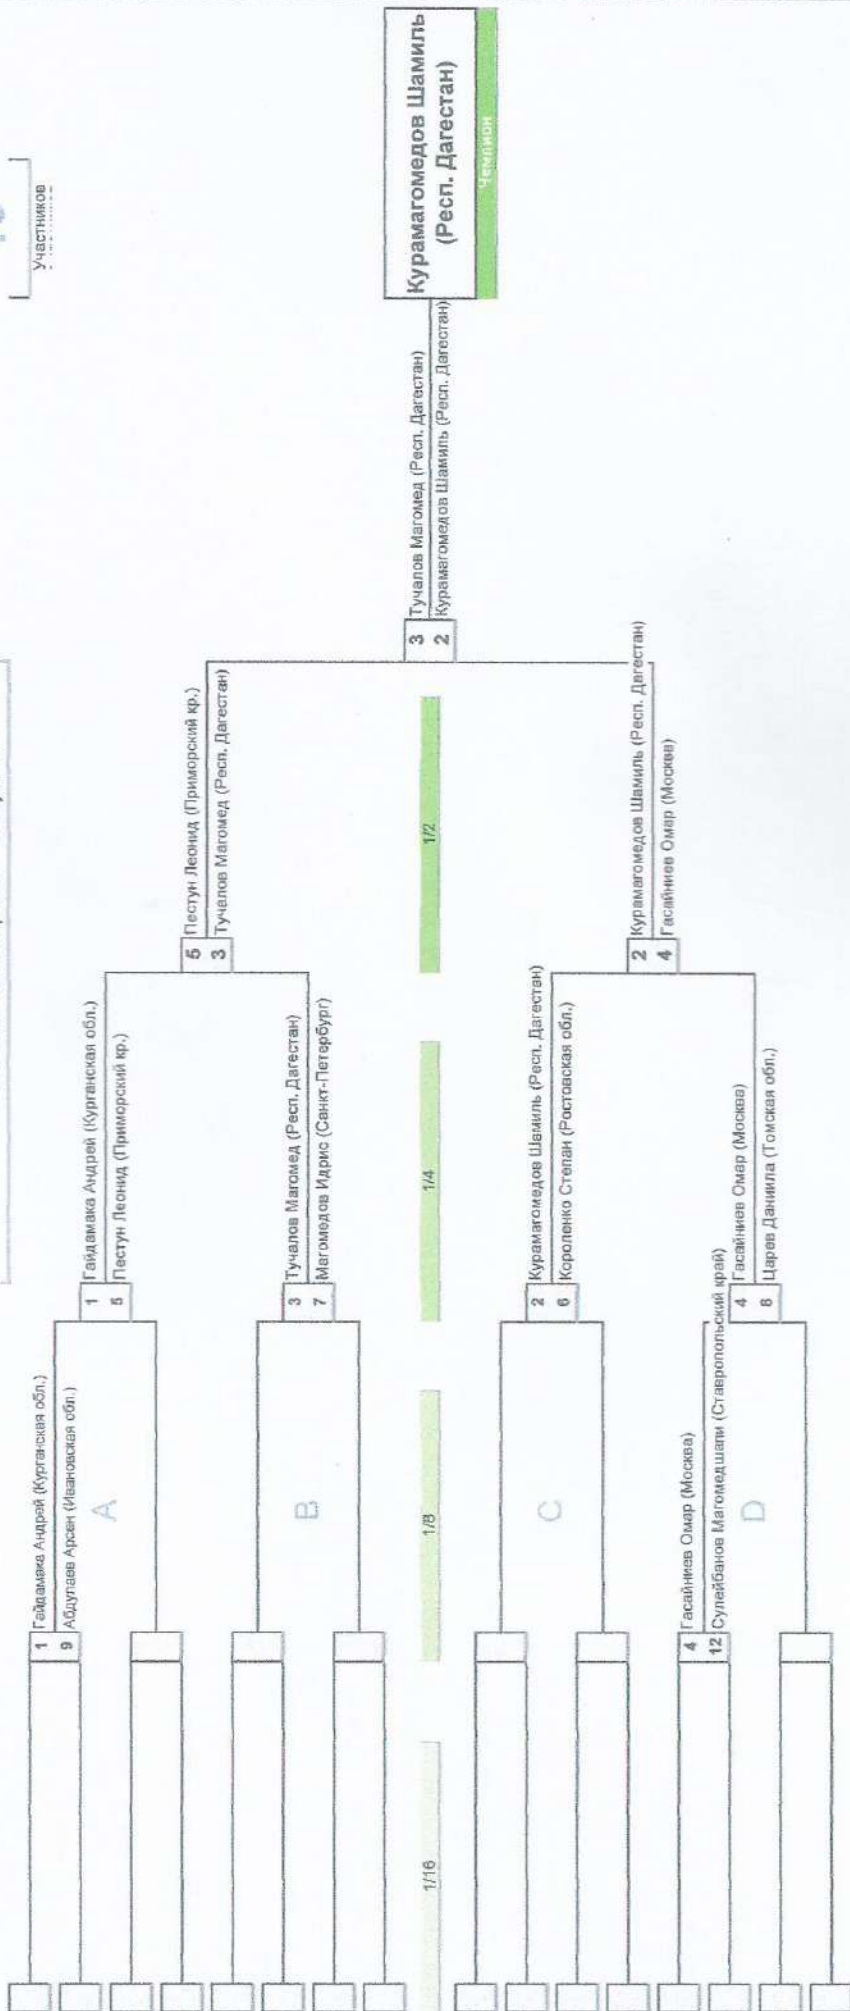 Участников
1 Гайдамака Андрей (Курганская обл.)
9 Абдулаев Арсен (Ивановская обл.)
A
B
C
4 Гасайниев Омар (Москва)
12 Сулейбанов Магомедшапи (Ставропольский край)
D
1 Гайдамака Андрей (Курганская обл.)
5 Пестун Леонид (Приморский кр.)
3 Тучалов Магомед (Респ. Дагестан)
7 Магомедов Идрис (Санкт-Петербург)
2 Курамагомедов Шамиль (Респ. Дагестан)
6 Короленко Степан (Ростовская обл.)
4 Гасайниев Омар (Москва)
8 Царев Даниила (Томская обл.)
5 Пестун Леонид (Приморский кр.)
3 Тучалов Магомед (Респ. Дагестан)
2 Курамагомедов Шамиль (Респ. Дагестан)
4 Гасайниев Омар (Москва)
3 Тучалов Магомед (Респ. Дагестан)
2 Курамагомедов Шамиль (Респ. Дагестан)
Курамагомедов Шамиль
(Респ. Дагестан)
Чемпион
1/16
1/8
1/4
1/2